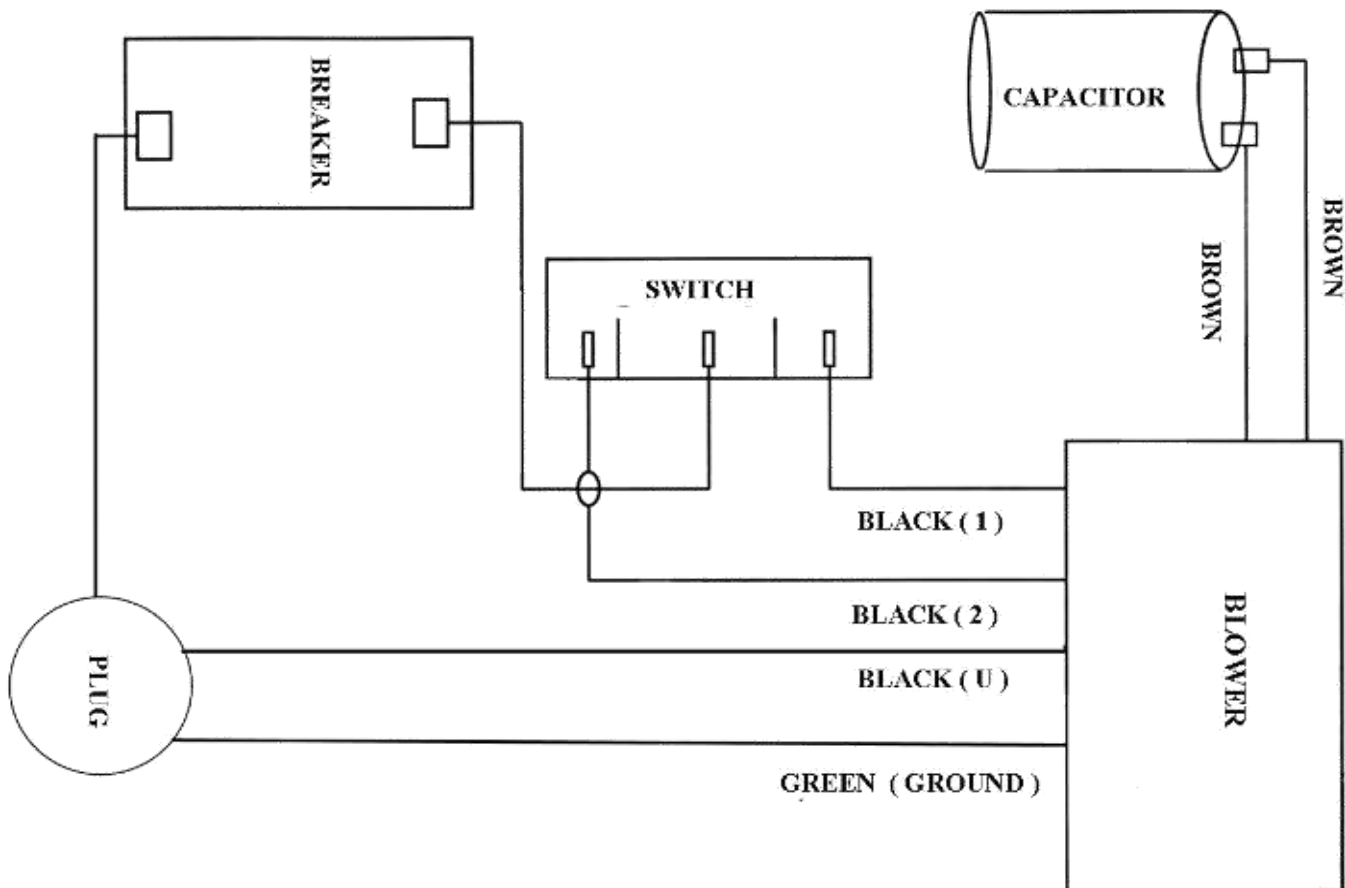 BREAKER
CAPACITOR
SWITCH
BROWN
BROWN
BLACK ( 1 )
BLACK ( 2 )
BLACK ( U )
GREEN ( GROUND )
PLUG
BLOWER